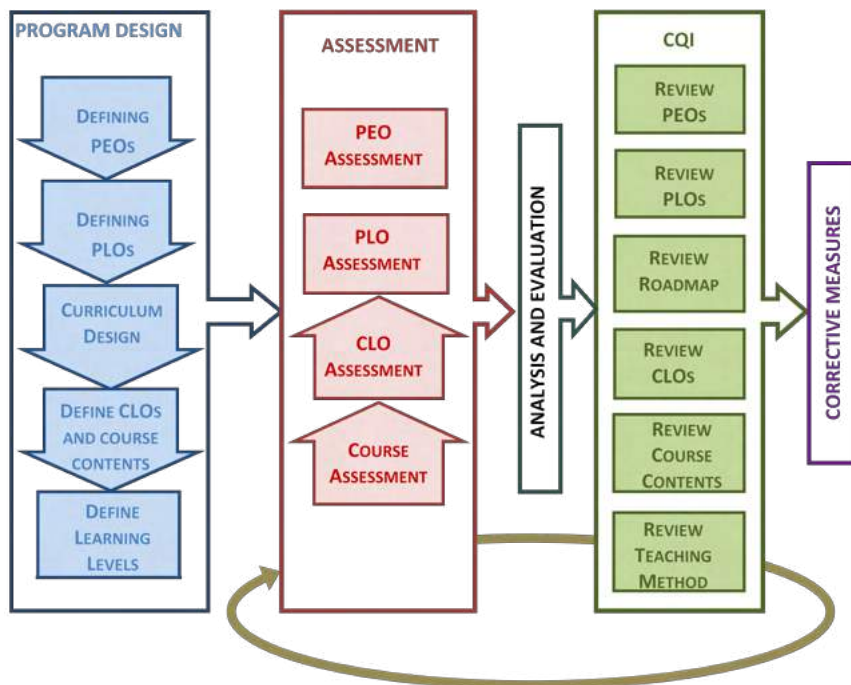 PROGRAM DESIGN
DEFINING
PEOS
DEFINING
PLOS
CURRICULUM
DESIGN
DEFINE CLOS
AND COURSE
CONTENTS
DEFINE
LEARNING
LEVELS
ASSESSMENT
PEO
ASSESSMENT
PLO
ASSESSMENT
CLO
ASSESSMENT
COURSE
ASSESSMENT
ANALYSIS AND EVALUATION
CQI
REVIEW
PEOS
REVIEW
PLOS
REVIEW
ROADMAP
REVIEW
CLOS
REVIEW
COURSE
CONTENTS
REVIEW
TEACHING
METHOD
CORRECTIVE MEASURES